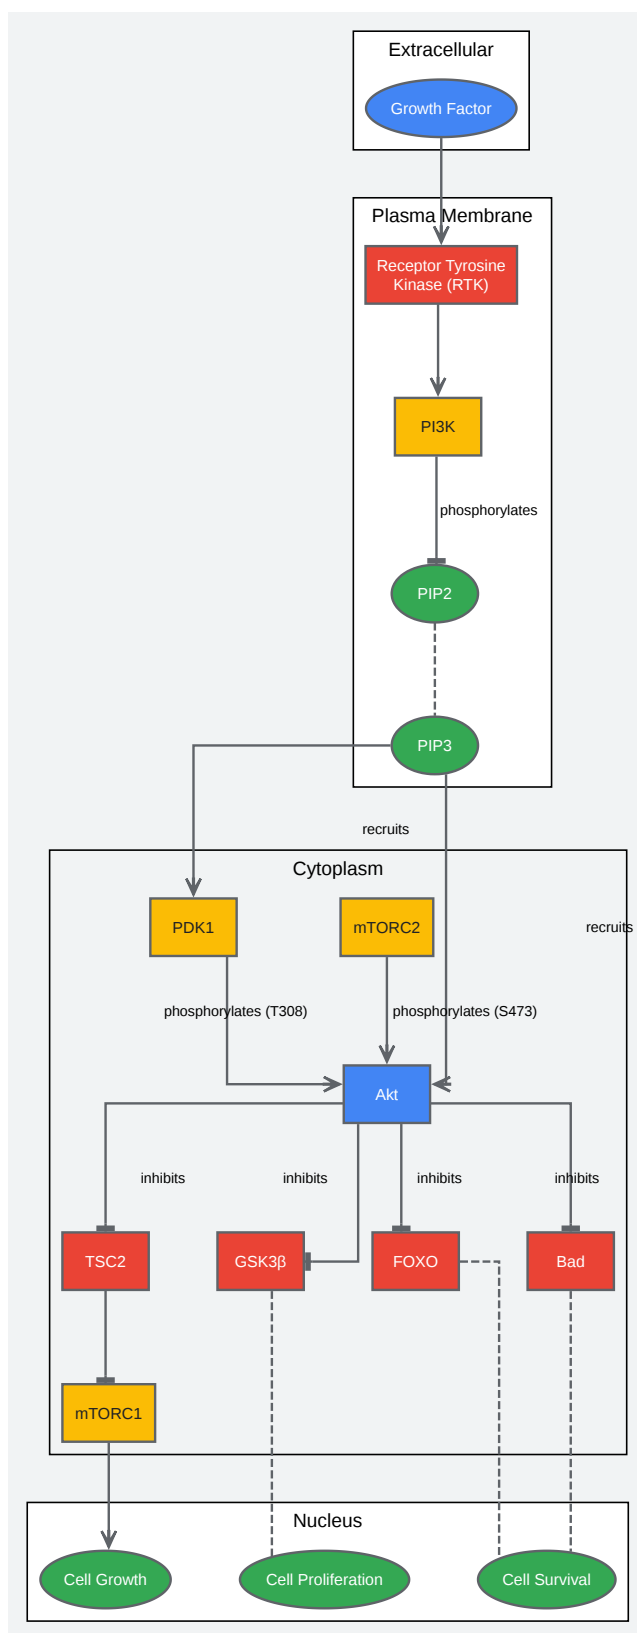 Extracellular
Growth Factor
Plasma Membrane
Receptor Tyrosine
Kinase (RTK)
PI3K
phosphorylates
PIP2
PIP3
recruits
Cytoplasm
PDK1
mTORC2
recruits
phosphorylates (T308)
phosphorylates (S473)
Akt
inhibits
inhibits
inhibits
inhibits
TSC2
GSK3β
FOXO
Bad
mTORC1
Nucleus
Cell Growth
Cell Proliferation
Cell Survival